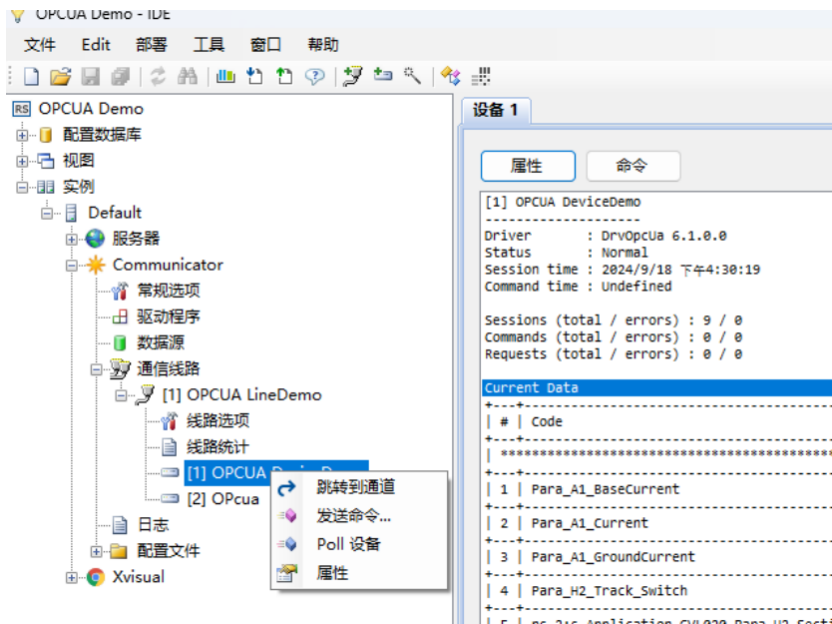 OPCUA Demo - IDE
文件 Edit 部署 工具 窗口 帮助
RS OPCUA Demo
配置数据库
视图
实例
Default
服务器
Communicator
常规选项
驱动程序
数据源
通信线路
[1] OPCUA LineDemo
线路选项
线路统计
[1] OPCUA
[2] OPcua
日志
配置文件
Xvisual
跳转到通道
发送命令...
Poll 设备
属性
设备 1
属性 命令
[1] OPCUA DeviceDemo
--------------------
Driver : DrvOpcUa 6.1.0.0
Status : Normal
Session time : 2024/9/18 下午4:30:19
Command time : Undefined
Sessions (total / errors) : 9 / 0
Commands (total / errors) : 0 / 0
Requests (total / errors) : 0 / 0
Current Data
| # | Code
| 1 | Para_A1_BaseCurrent
| 2 | Para_A1_Current
| 3 | Para_A1_GroundCurrent
| 4 | Para_H2_Track_Switch